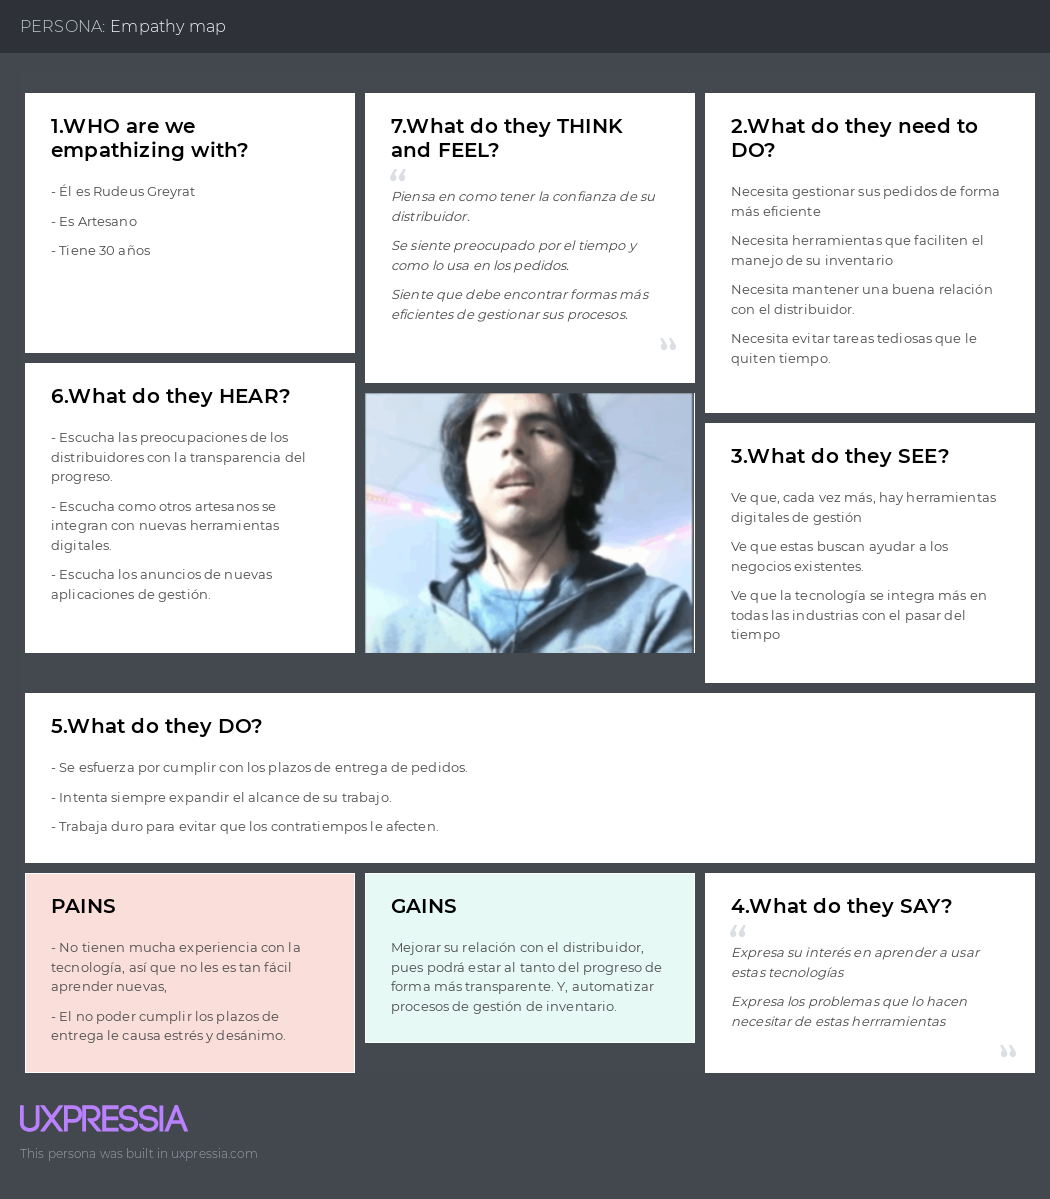 PERSONA: Empathy map
1.WHO are we
empathizing with?
- Él es Rudeus Greyrat
- Es Artesano
- Tiene 30 años
7.What do they THINK
and FEEL?
“
Piensa en como tener la confianza de su
distribuidor.
Se siente preocupado por el tiempo y
como lo usa en los pedidos.
Siente que debe encontrar formas más
eficientes de gestionar sus procesos.
”
2.What do they need to
DO?
Necesita gestionar sus pedidos de forma
más eficiente
Necesita herramientas que faciliten el
manejo de su inventario
Necesita mantener una buena relación
con el distribuidor.
Necesita evitar tareas tediosas que le
quiten tiempo.
6.What do they HEAR?
- Escucha las preocupaciones de los
distribuidores con la transparencia del
progreso.
- Escucha como otros artesanos se
integran con nuevas herramientas
digitales.
- Escucha los anuncios de nuevas
aplicaciones de gestión.
3.What do they SEE?
Ve que, cada vez más, hay herramientas
digitales de gestión
Ve que estas buscan ayudar a los
negocios existentes.
Ve que la tecnología se integra más en
todas las industrias con el pasar del
tiempo
5.What do they DO?
- Se esfuerza por cumplir con los plazos de entrega de pedidos.
- Intenta siempre expandir el alcance de su trabajo.
- Trabaja duro para evitar que los contratiempos le afecten.
PAINS
- No tienen mucha experiencia con la
tecnología, así que no les es tan fácil
aprender nuevas,
- El no poder cumplir los plazos de
entrega le causa estrés y desánimo.
GAINS
Mejorar su relación con el distribuidor,
pues podrá estar al tanto del progreso de
forma más transparente. Y, automatizar
procesos de gestión de inventario.
4.What do they SAY?
“
Expresa su interés en aprender a usar
estas tecnologías
Expresa los problemas que lo hacen
necesitar de estas herrramientas
”
UXPRESSIA
This persona was built in uxpressia.com